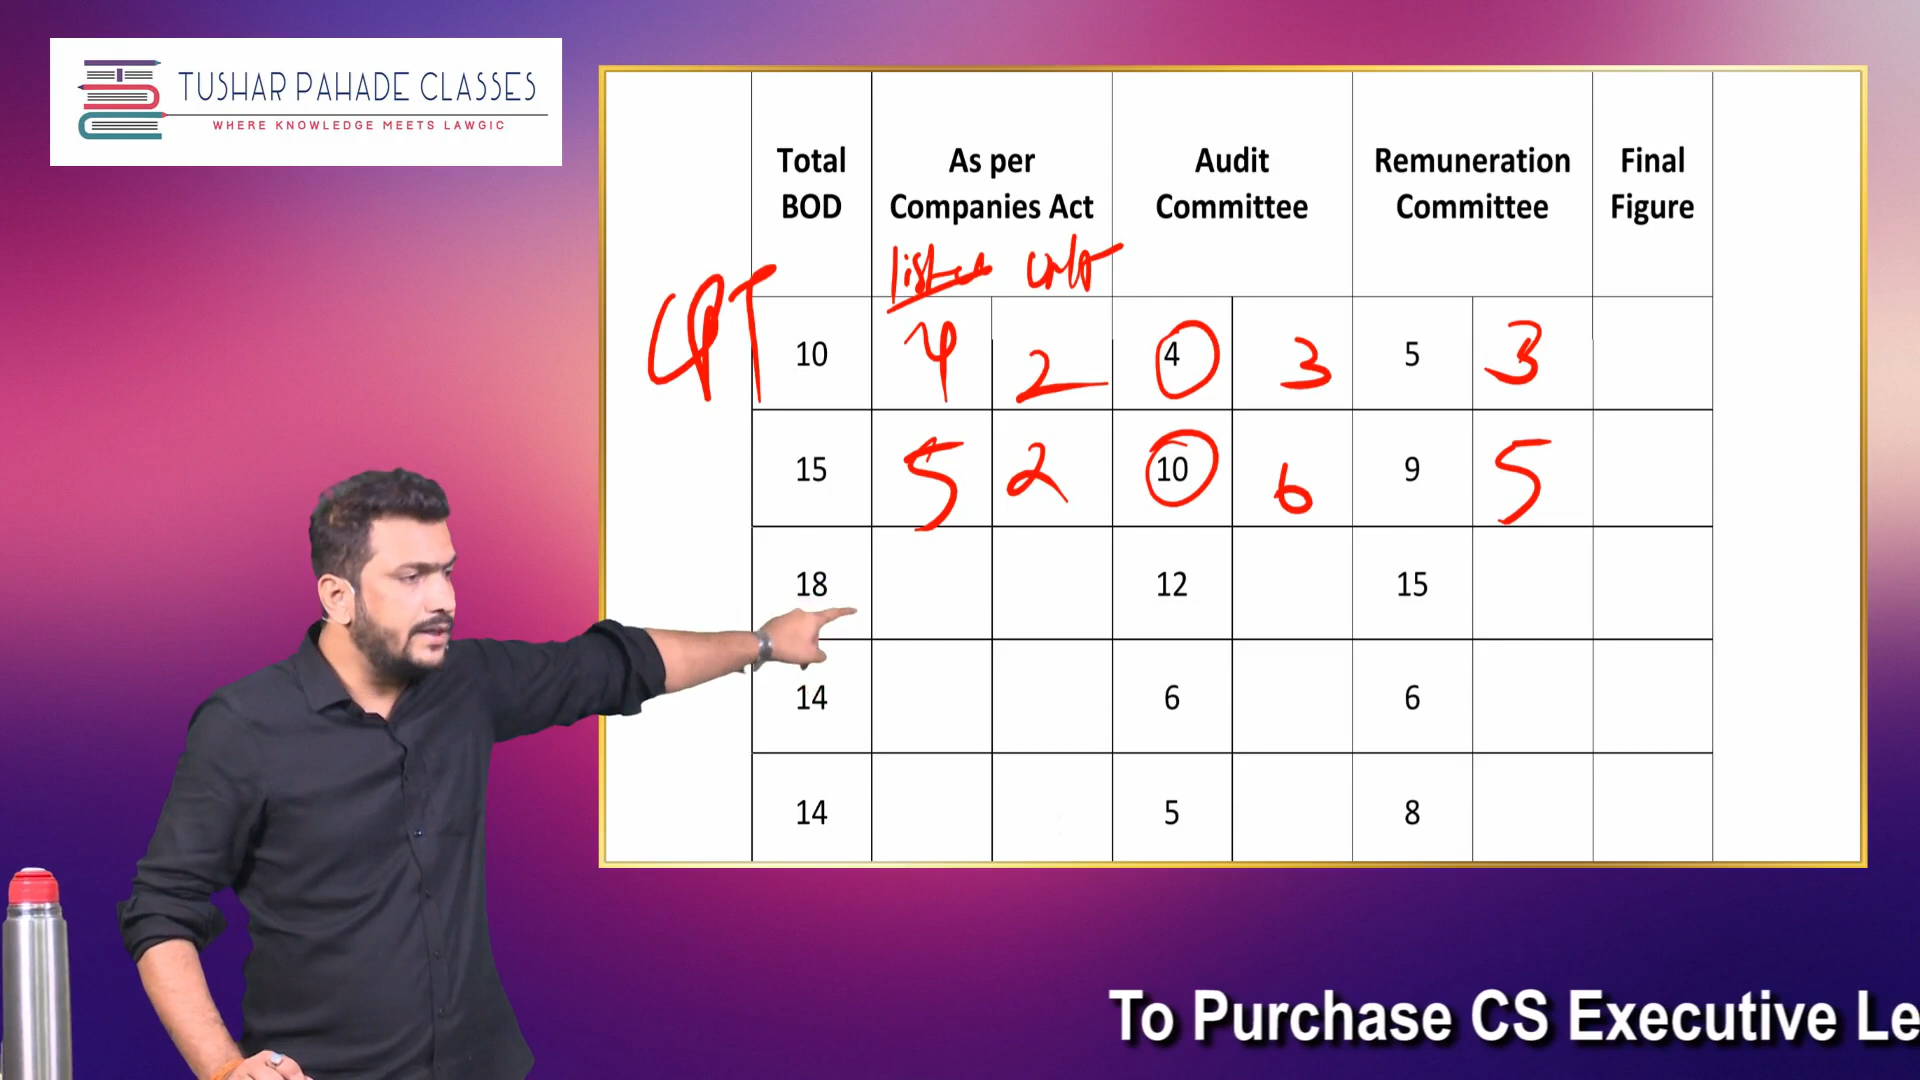 TUSHAR PAHADE CLASSES
WHERE KNOWLEDGE MEETS LAWGIC
Total BOD
As per Companies Act
Audit Committee
Remuneration Committee
Final Figure
listed
10 4 2 4 3 5 3
15 5 2 10 6 9 5
18 12 15
14 6 6
14 5 8
To Purchase CS Executive Le